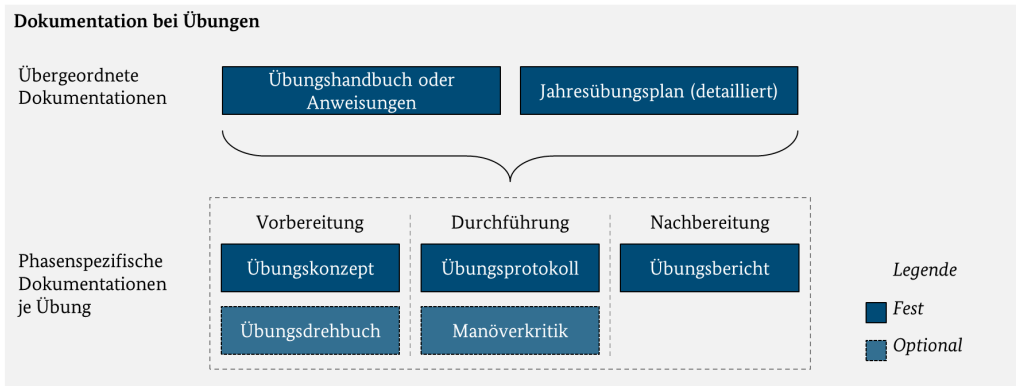 Dokumentation bei Übungen
Übergeordnete
Dokumentationen
Übungshandbuch oder
Anweisungen
Jahresübungsplan (detailliert)
Vorbereitung
Durchführung
Nachbereitung
Phasenspezifische
Dokumentationen
je Übung
Übungskonzept
Übungsprotokoll
Übungsbericht
Übungsdrehbuch
Manöverkritik
Legende
Fest
Optional